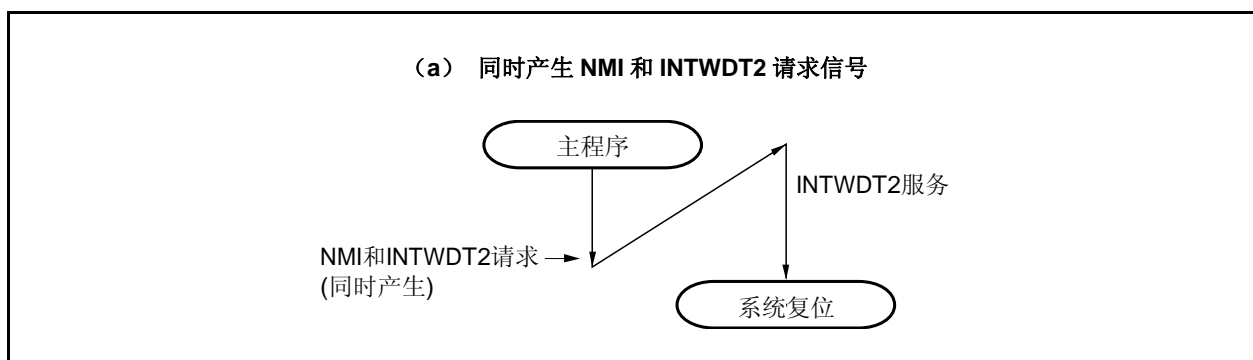 （a） 同时产生 NMI 和 INTWDT2 请求信号
主程序
INTWDT2服务
NMI和INTWDT2请求
(同时产生)
系统复位